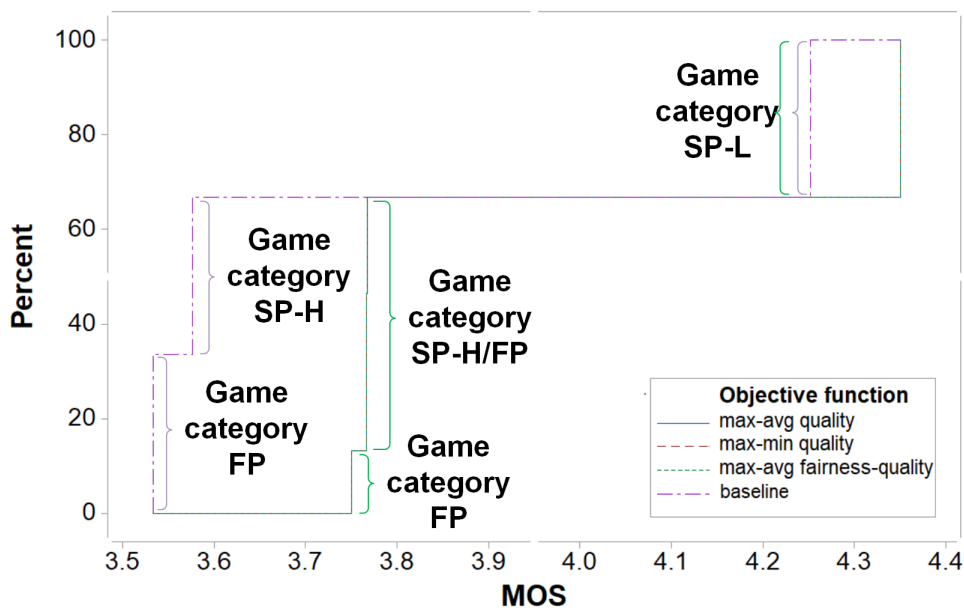 100
80
60
40
20
0
Percent
Game
category
SP-L
Game
category
SP-H
Game
category
SP-H/FP
Game
category
FP
Game
category
FP
Objective function
max-avg quality
max-min quality
max-avg fairness-quality
baseline
3.5 3.6 3.7 3.8 3.9 4.0 4.1 4.2 4.3 4.4
MOS